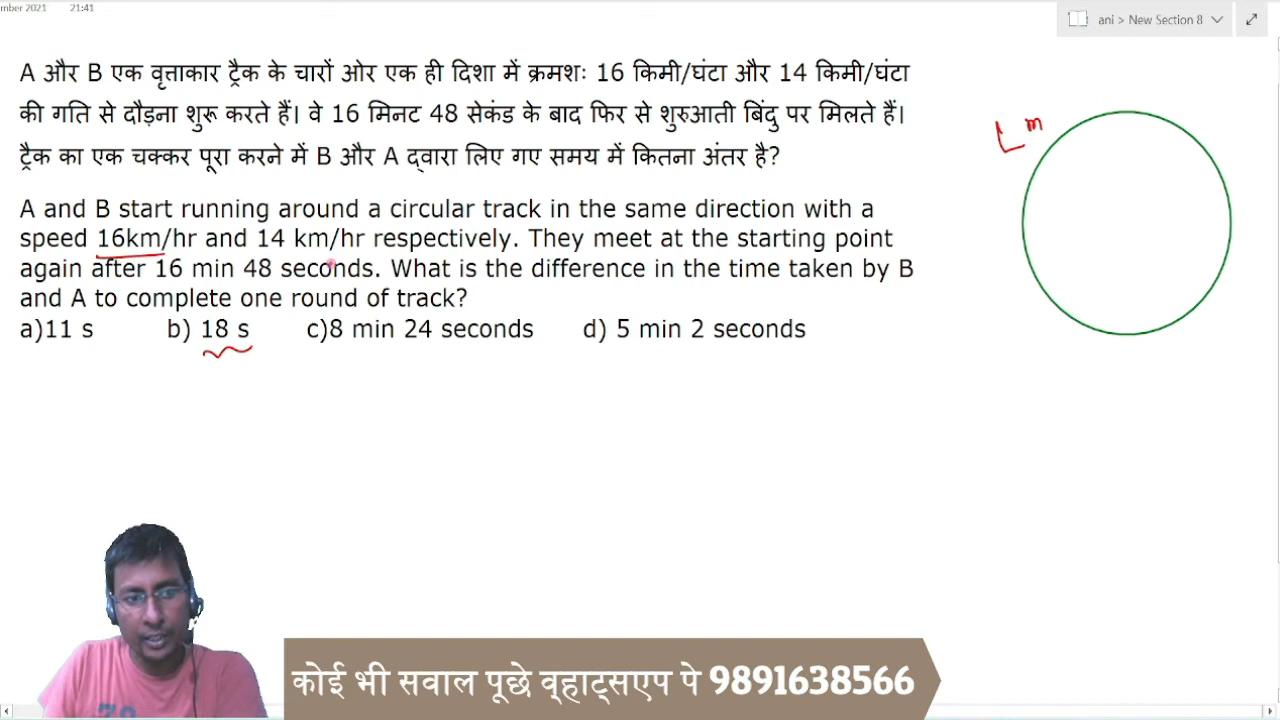 mber 2021 21:41
ani > New Section 8
A और B एक वृत्ताकार ट्रैक के चारों ओर एक ही दिशा में क्रमशः 16 किमी/घंटा और 14 किमी/घंटा
की गति से दौड़ना शुरू करते हैं। वे 16 मिनट 48 सेकंड के बाद फिर से शुरुआती बिंदु पर मिलते हैं।
ट्रैक का एक चक्कर पूरा करने में B और A द्वारा लिए गए समय में कितना अंतर है?
L m
A and B start running around a circular track in the same direction with a
speed 16km/hr and 14 km/hr respectively. They meet at the starting point
again after 16 min 48 seconds. What is the difference in the time taken by B
and A to complete one round of track?
a)11 s b) 18 s c)8 min 24 seconds d) 5 min 2 seconds
कोई भी सवाल पूछे व्हाट्सएप पे 9891638566